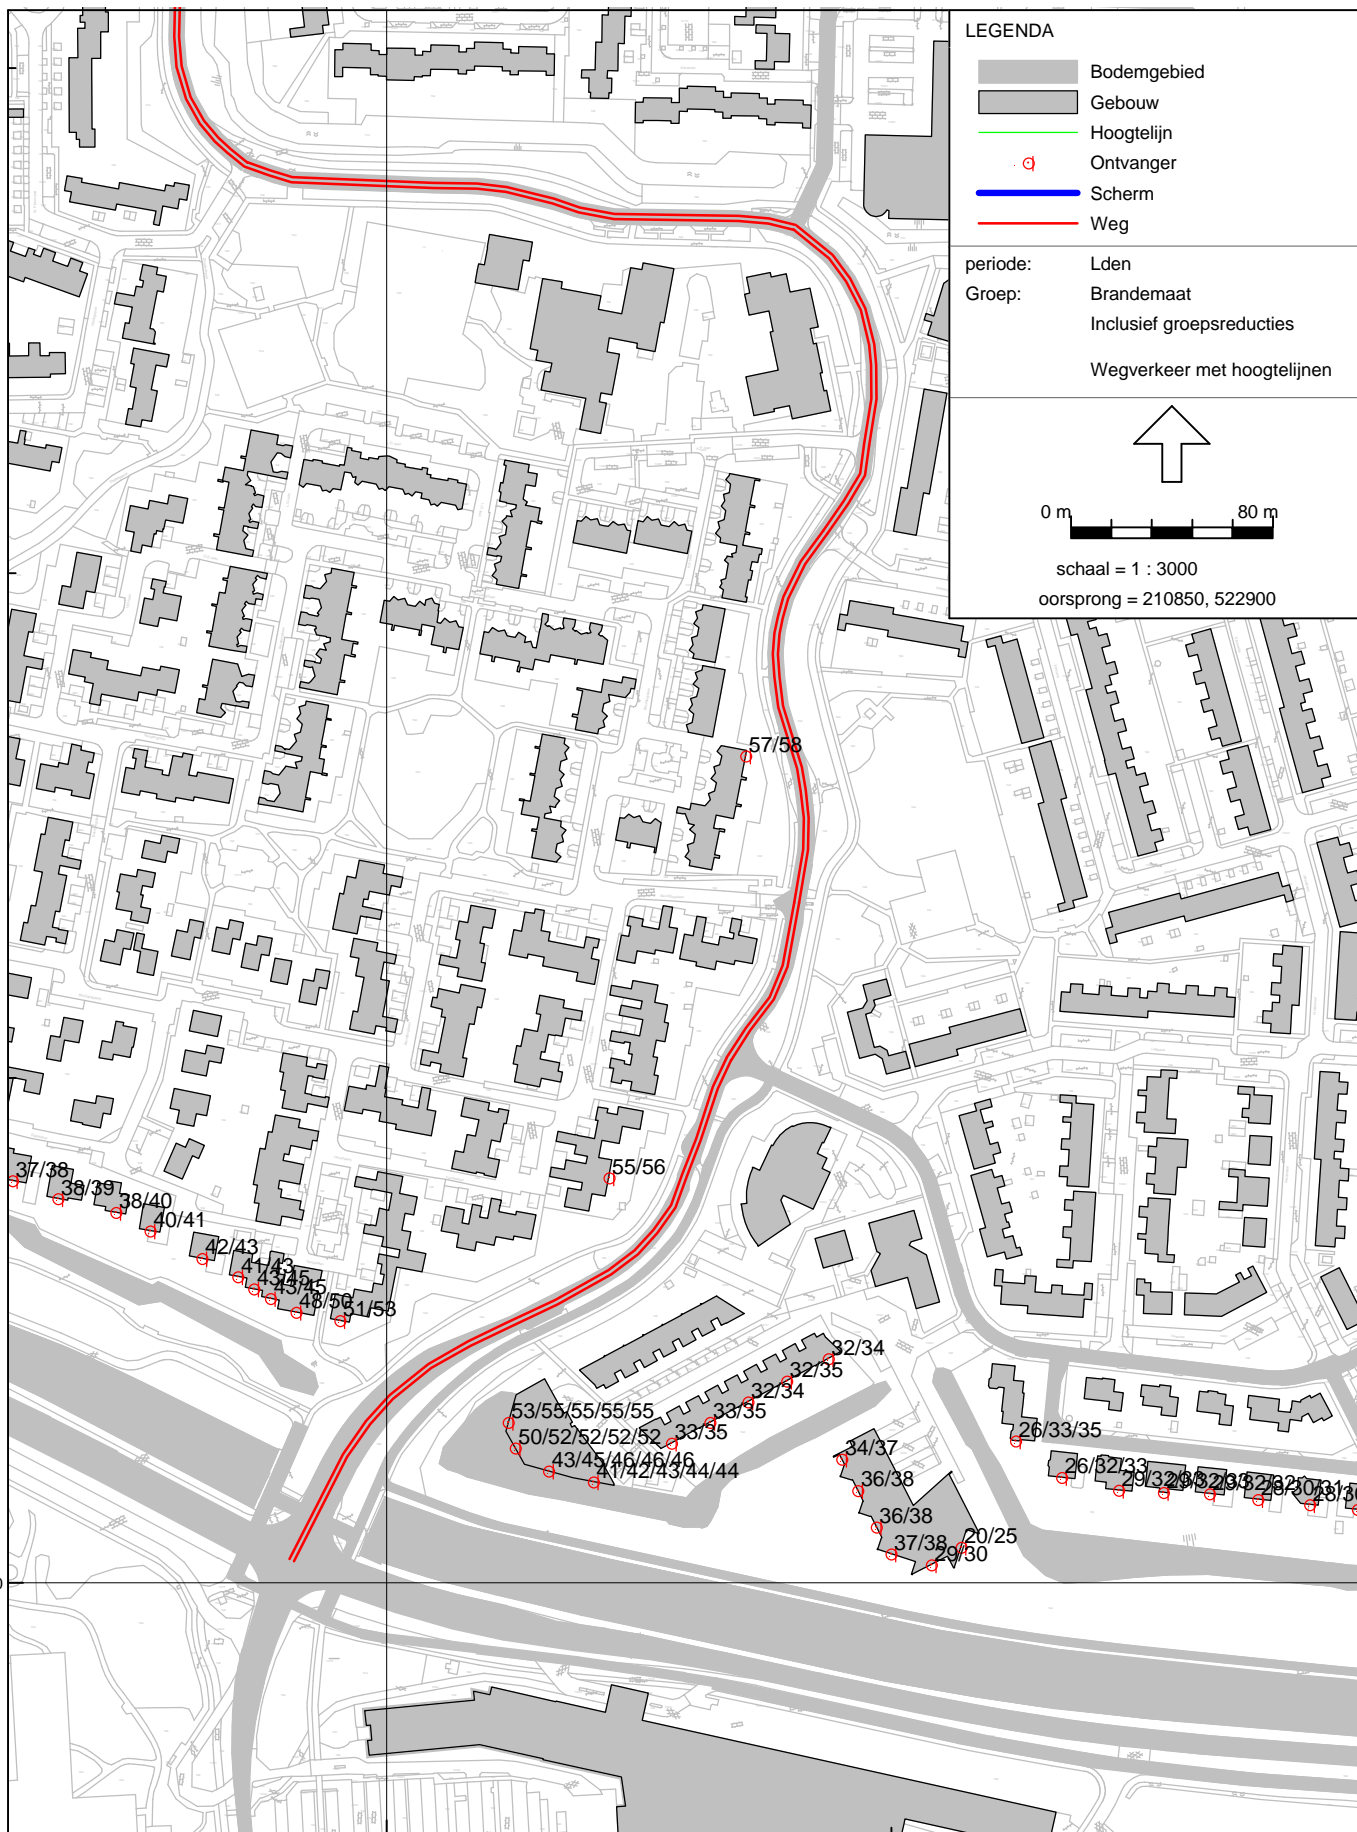 LEGENDA
Bodemgebied
Gebouw
Hoogtelijn
Ontvanger
Scherm
Weg
periode: Lden
Groep: Brandemaat
Inclusief groepsreducties
Wegverkeer met hoogtelijnen
0 m 80 m
schaal = 1 : 3000
oorsprong = 210850, 522900
57/58
55/56
37/38
38/39
38/40
40/41
42/43
41/43
43/45
43/45
48/50
51/53
32/34
32/35
32/34
33/35
33/35
53/55/55/55/55
50/52/52/52/52
43/45/46/46/46
41/42/43/44/44
34/37
36/38
36/38
37/38
29/30
20/25
26/33/35
26/32/33
29/32/33